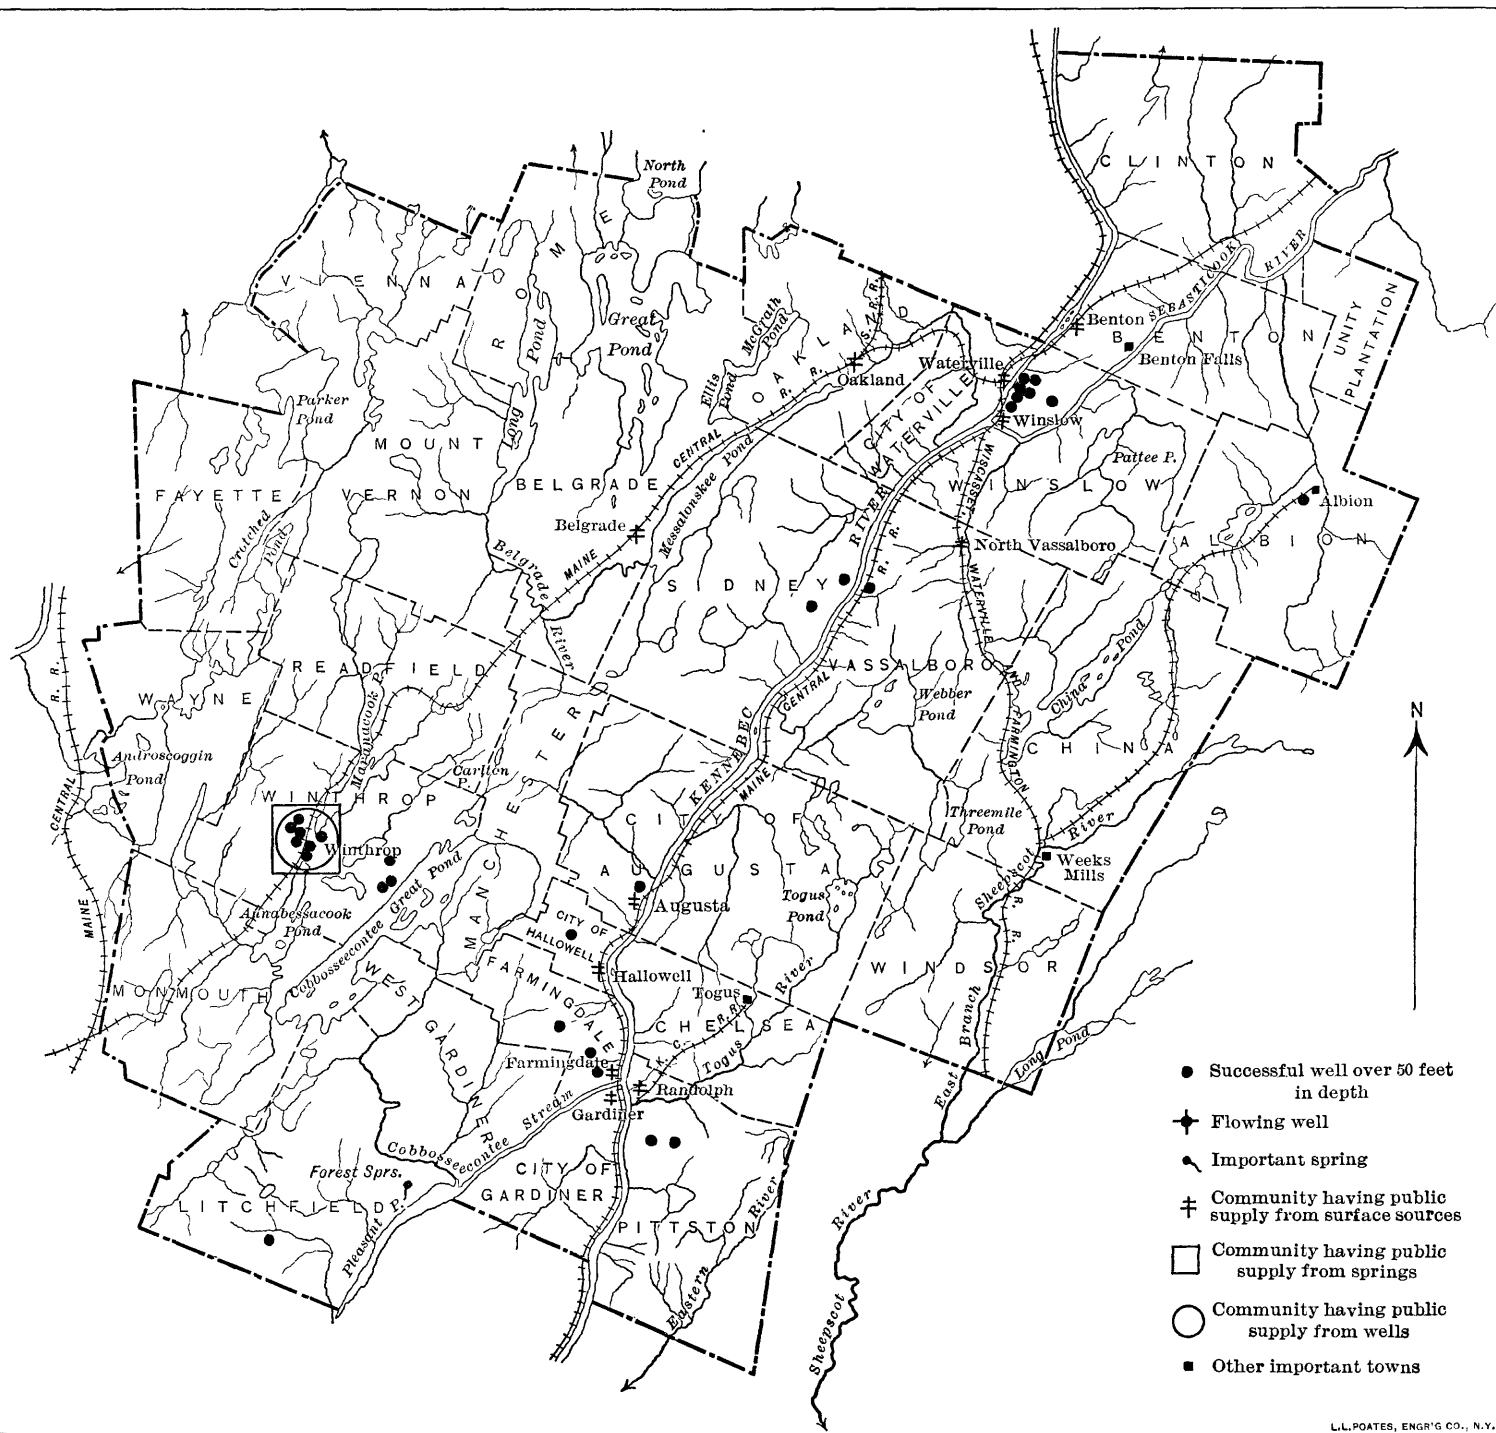 CLINTON
North
Pond
VIENNA
ROME
SEBASTICOOK RIVER
UNITY
PLANTATION
Great
Pond
Long Pond
McGrath
Pond
Ellis
Pond
OAKLAND
S. A. R. R.
Oakland
Benton
BENTON
Benton Falls
Waterville
CITY OF
WATERVILLE
Winslow
Parker
Pond
MOUNT
VERNON
FAYETTE
Crotched
Pond
BELGRADE
Belgrade
MAINE CENTRAL R. R.
Messalonskee Pond
Belgrade
River
Pattee P.
WINSLOW
WISCASSET, WATERVILLE AND FARMINGTON R. R.
Albion
ALBION
North Vassalboro
SIDNEY
KENNEBEC RIVER
MAINE CENTRAL R. R.
VASSALBORO
Webber
Pond
China Pond
CHINA
READFIELD
Maranacook P.
WAYNE
Androscoggin
Pond
MAINE CENTRAL R. R.
WINTHROP
Winthrop
Carlton
P.
MANCHESTER
CITY OF
AUGUSTA
Augusta
Togus
Pond
Threemile
Pond
Weeks
Mills
Sheepscot River
Annabessacook
Pond
Cobbosseecontee Great Pond
CITY OF
HALLOWELL
Hallowell
MONMOUTH
WEST
GARDINER
FARMINGDALE
Farmingdale
Togus
CHELSEA
K. C. R.R.
Togus River
WINDSOR
East Branch
Long Pond
Randolph
Gardiner
Cobbosseecontee Stream
CITY OF
GARDINER
Forest Sprs.
LITCHFIELD
Pleasant P.
PITTSTON
Eastern River
Sheepscot River
N
Successful well over 50 feet
in depth
Flowing well
Important spring
Community having public
supply from surface sources
Community having public
supply from springs
Community having public
supply from wells
Other important towns
L.L.POATES, ENGR'G CO., N.Y.